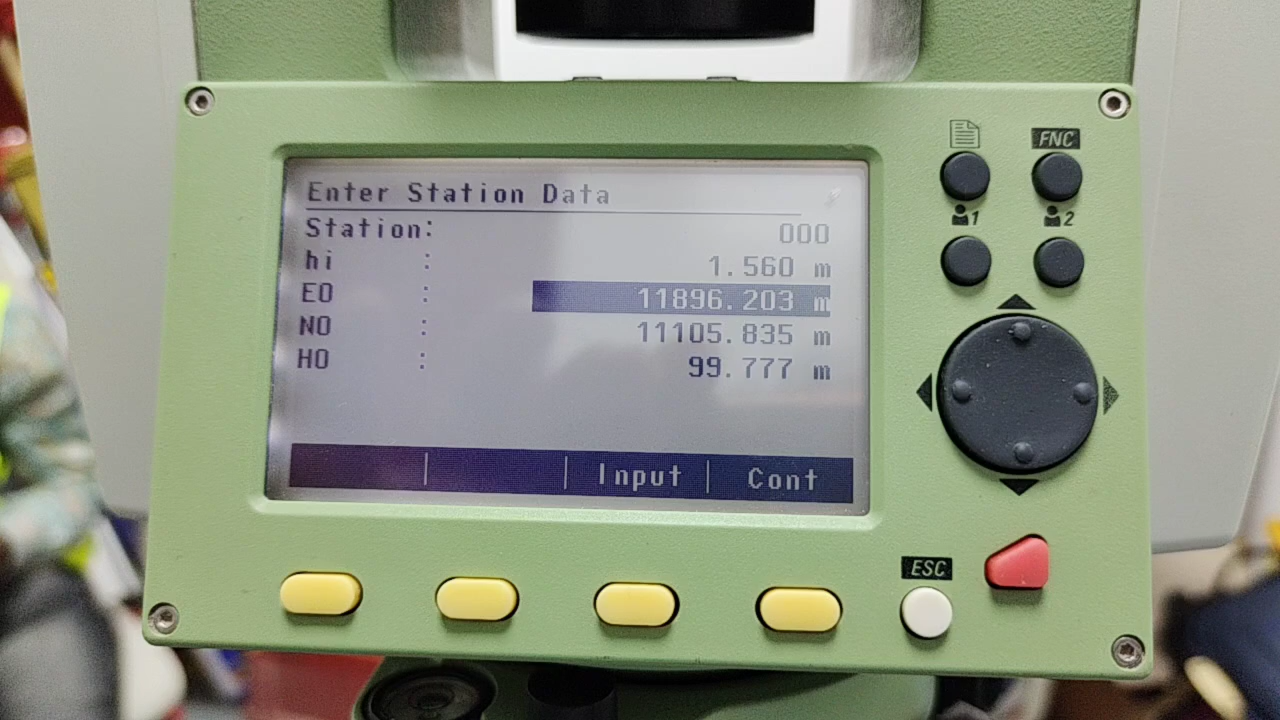 Enter Station Data
Station: 000
hi : 1.560 m
E0 : 11896.203 m
N0 : 11105.835 m
H0 : 99.777 m
Input | Cont
FNC
1 2
ESC